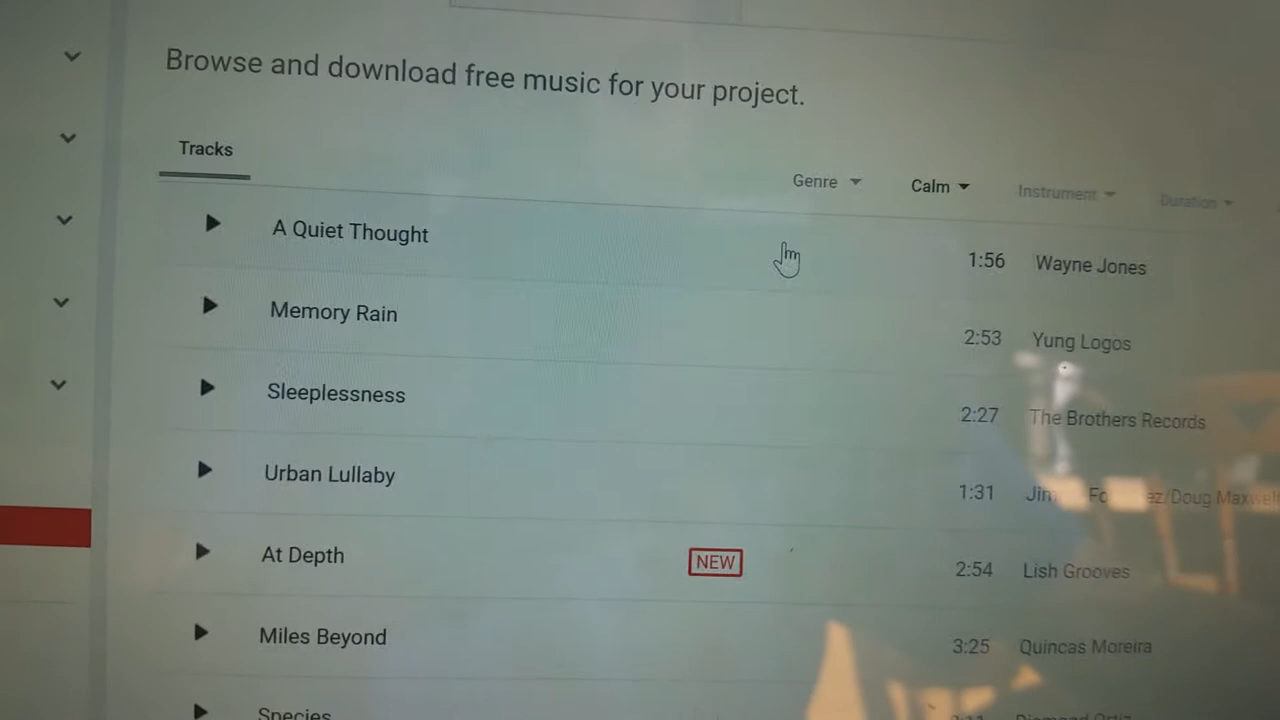 Browse and download free music for your project.
Tracks
Genre Calm Instrument Duration
A Quiet Thought 1:56 Wayne Jones
Memory Rain 2:53 Yung Logos
Sleeplessness 2:27 The Brothers Records
Urban Lullaby 1:31 /Doug Maxwell
At Depth NEW 2:54 Lish Grooves
Miles Beyond 3:25 Quincas Moreira
Species